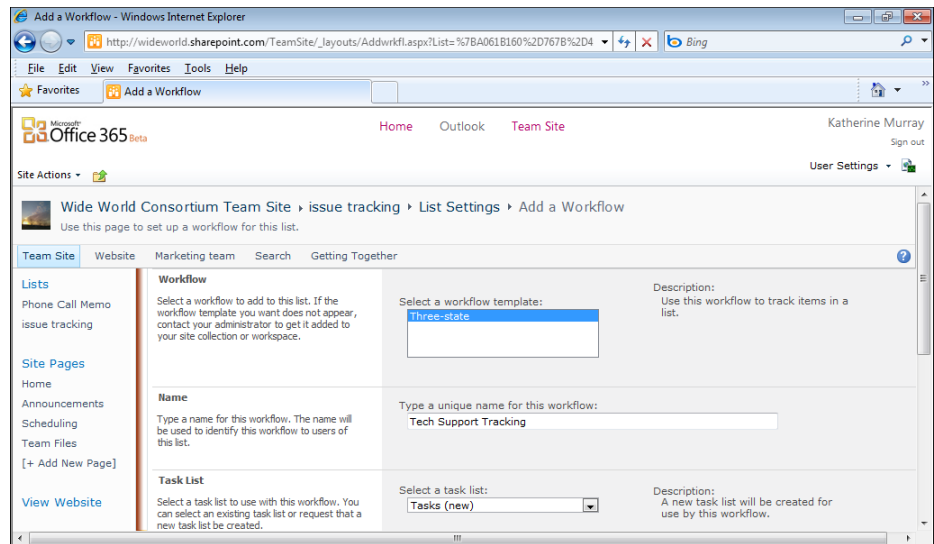 Add a Workflow - Windows Internet Explorer
http://wideworld.sharepoint.com/TeamSite/_layouts/Addwrkfl.aspx?List=%7BA061B160%2D767B%2D4
Bing
File Edit View Favorites Tools Help
Favorites
Add a Workflow
Microsoft
Office 365 Beta
Home Outlook Team Site
Katherine Murray
Sign out
Site Actions
User Settings
Wide World Consortium Team Site issue tracking List Settings Add a Workflow
Use this page to set up a workflow for this list.
Team Site Website Marketing team Search Getting Together
Lists
Phone Call Memo
issue tracking
Site Pages
Home
Announcements
Scheduling
Team Files
[+ Add New Page]
View Website
Workflow
Select a workflow to add to this list. If the
workflow template you want does not appear,
contact your administrator to get it added to
your site collection or workspace.
Select a workflow template:
Three-state
Description:
Use this workflow to track items in a
list.
Name
Type a name for this workflow. The name will
be used to identify this workflow to users of
this list.
Type a unique name for this workflow:
Tech Support Tracking
Task List
Select a task list to use with this workflow. You
can select an existing task list or request that a
new task list be created.
Select a task list:
Tasks (new)
Description:
A new task list will be created for
use by this workflow.